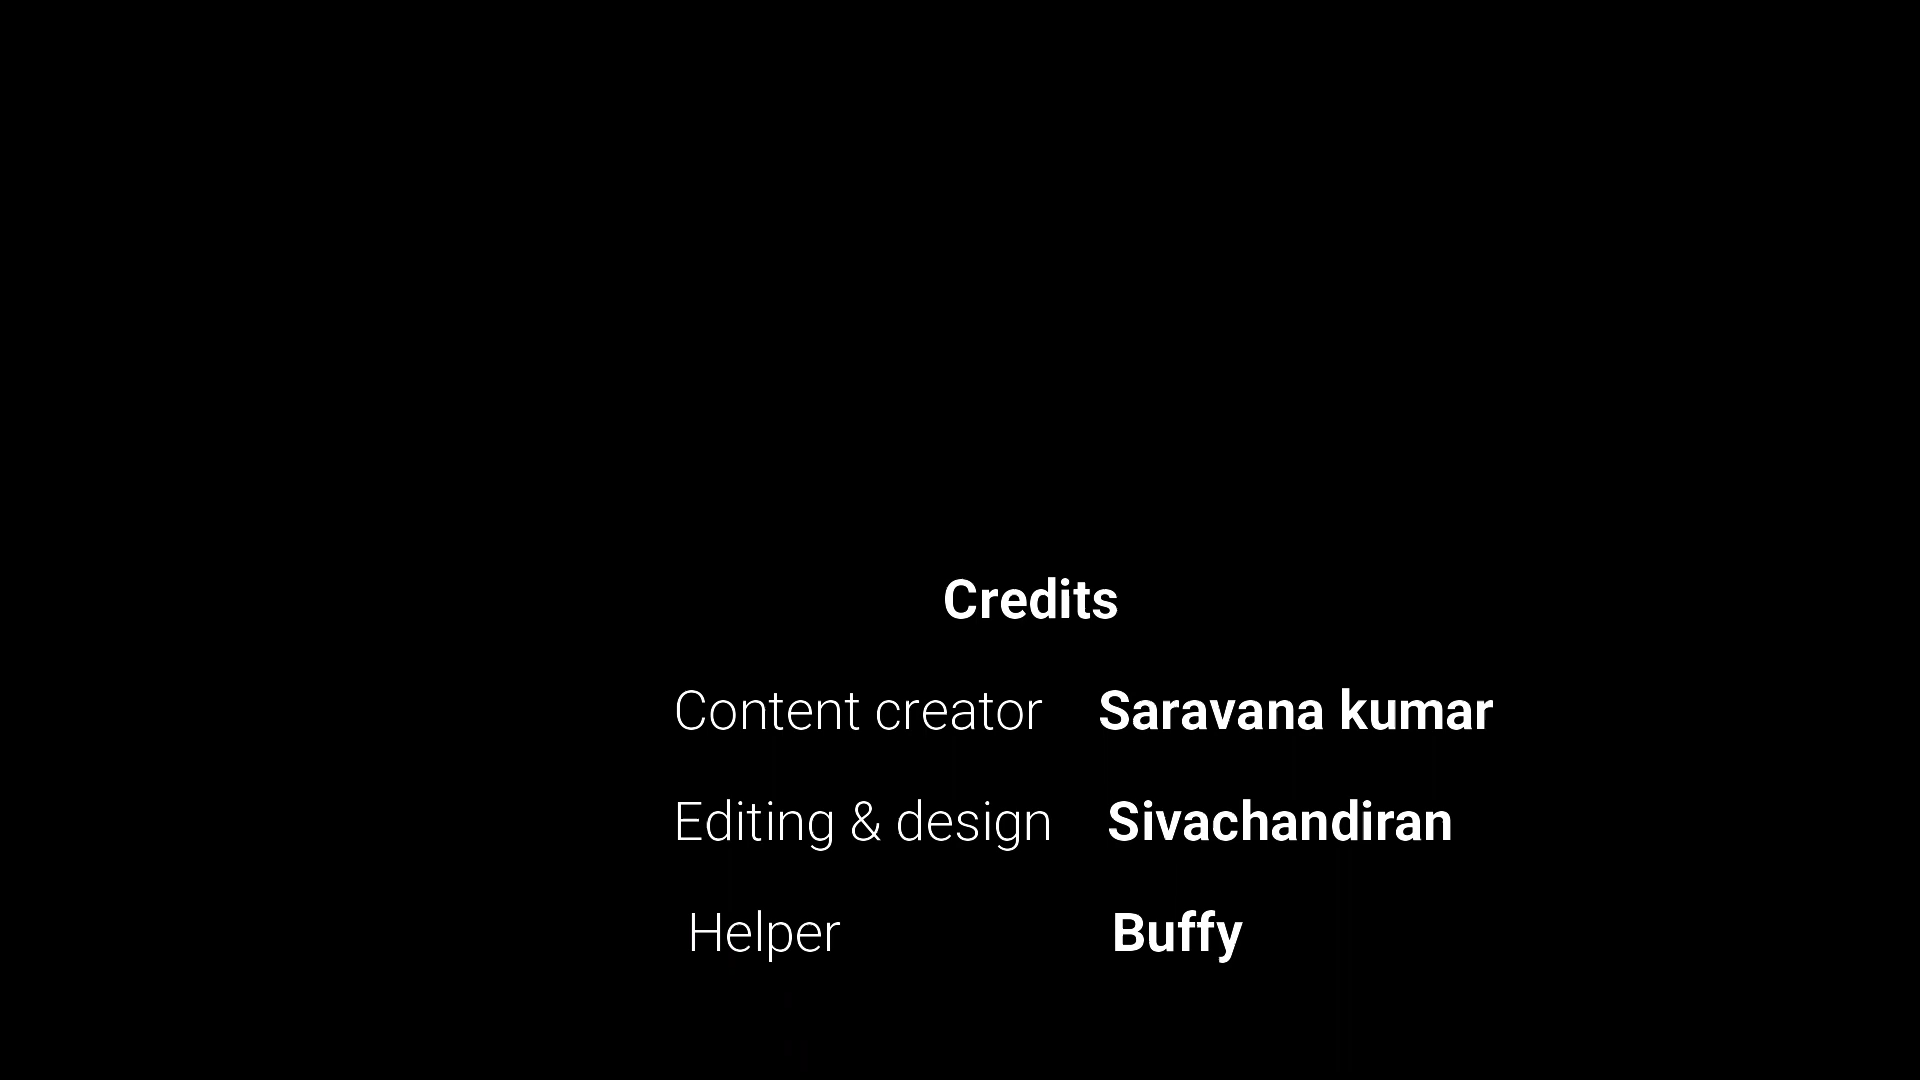 Credits
Content creator Saravana kumar
Editing & design Sivachandiran
Helper Buffy